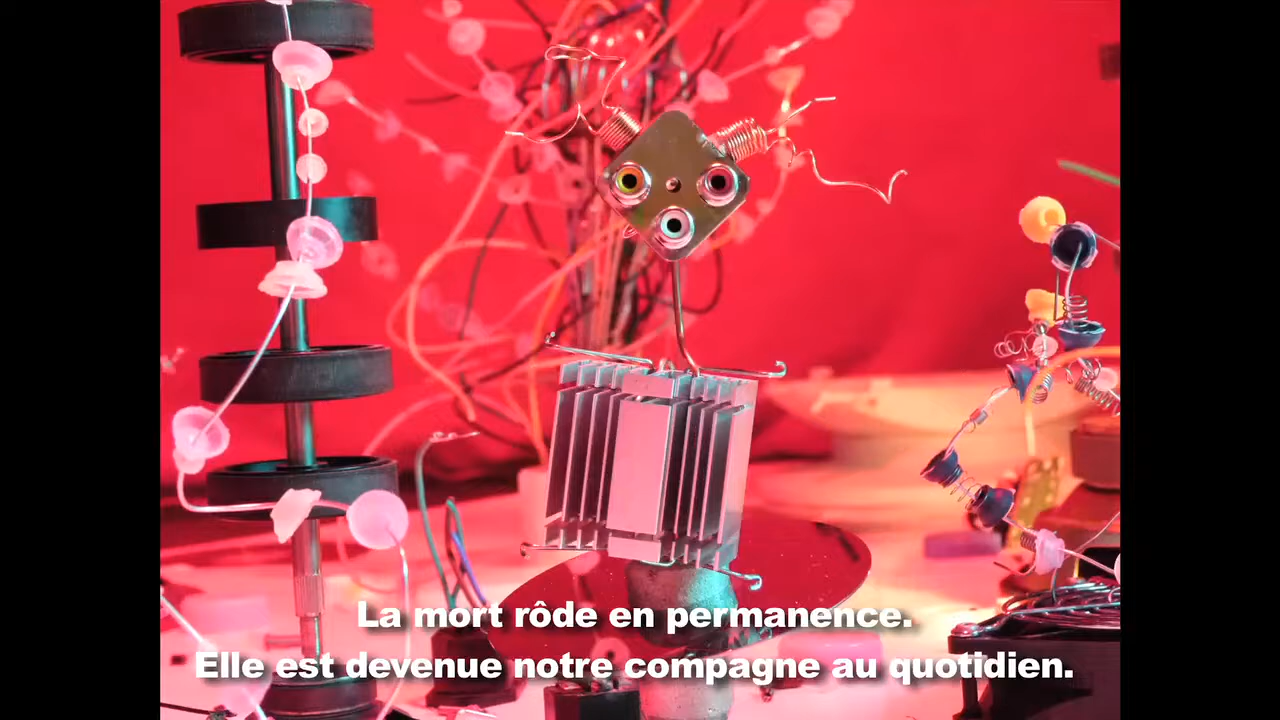 La mort rôde en permanence.
Elle est devenue notre compagne au quotidien.